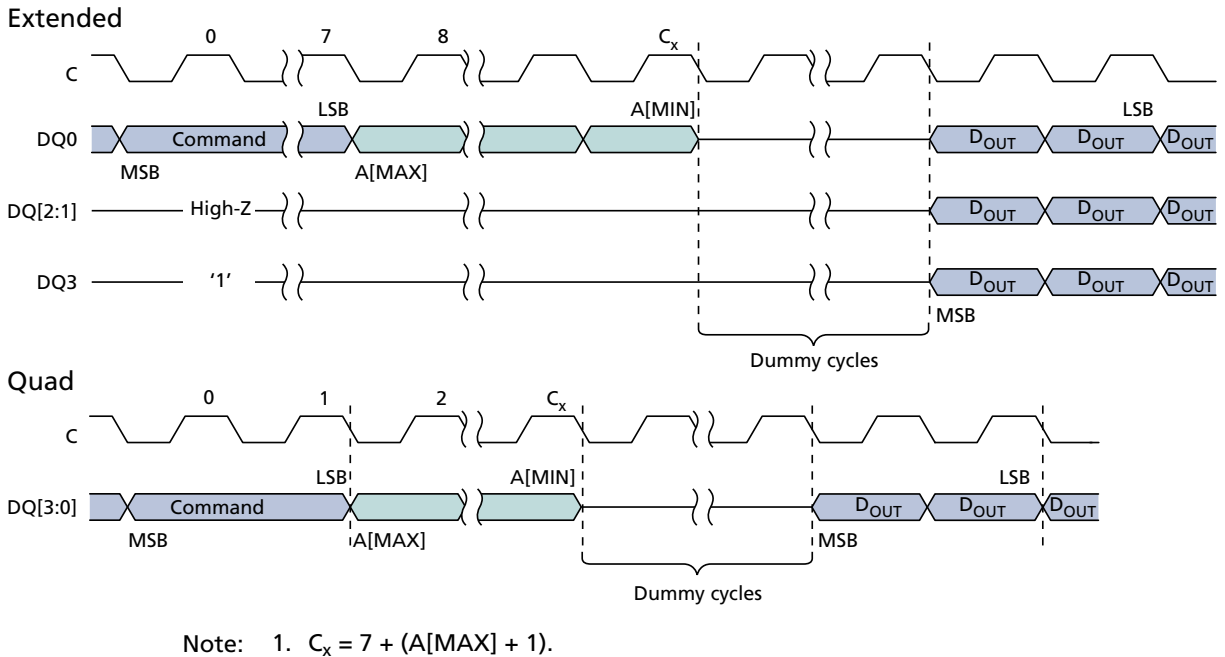 Extended
0 7 8 Cx
C
LSB A[MIN] LSB
DQ0 Command DOUT DOUT DOUT
MSB A[MAX]
DQ[2:1] High-Z DOUT DOUT DOUT
DQ3 '1' DOUT DOUT DOUT
MSB
Dummy cycles
Quad
0 1 2 Cx
C
LSB A[MIN] LSB
DQ[3:0] Command DOUT DOUT DOUT
MSB A[MAX] MSB
Dummy cycles
Note: 1. Cx = 7 + (A[MAX] + 1).